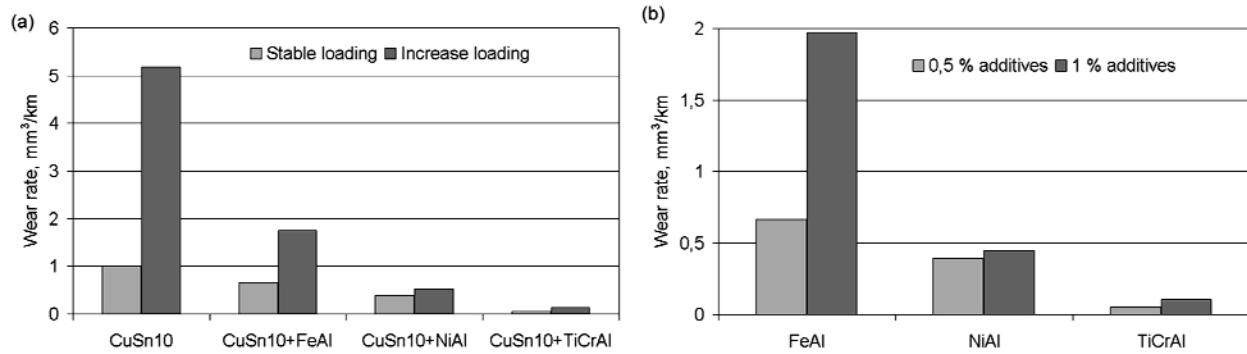 (a)
6
5
4
3
2
1
0
Wear rate, mm³/km
Stable loading Increase loading
CuSn10 CuSn10+FeAl CuSn10+NiAl CuSn10+TiCrAl
(b)
2
1,5
1
0,5
0
Wear rate, mm³/km
0,5 % additives 1 % additives
FeAl NiAl TiCrAl